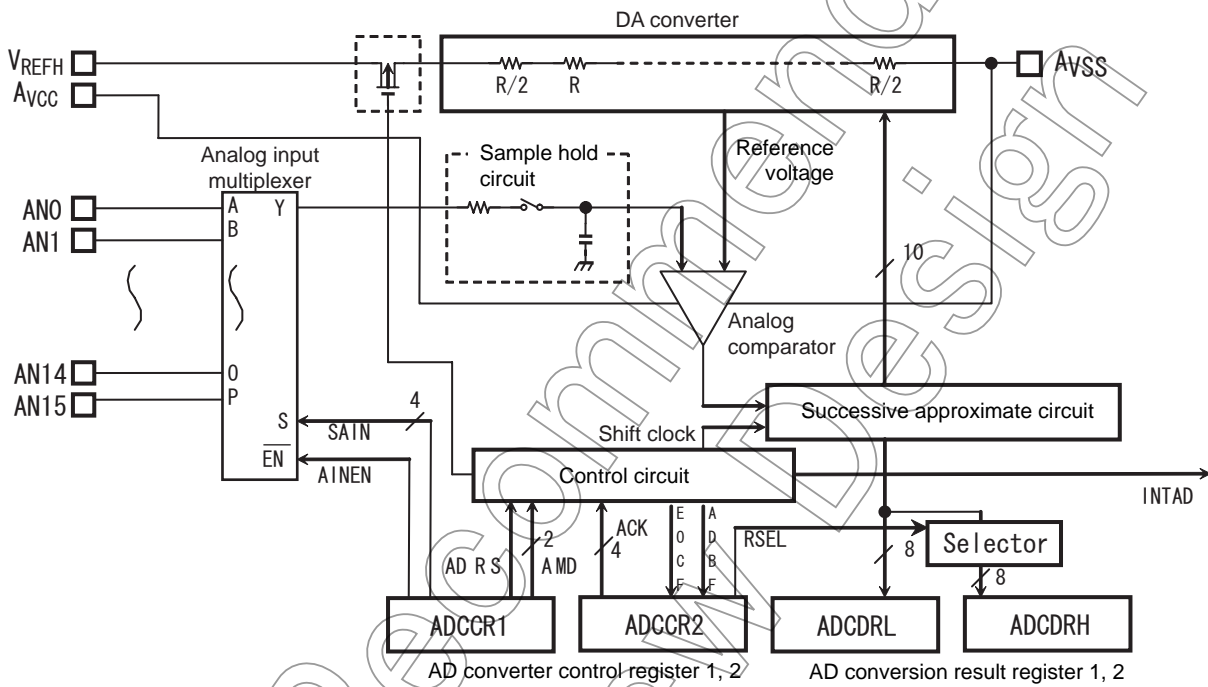 DA converter
VREFH
AVCC
AVSS
R/2
R
R/2
Analog input
multiplexer
Sample hold
circuit
Reference
voltage
AN0
AN1
A
B
Y
10
Analog
comparator
AN14
AN15
O
P
S
EN
4
SAIN
AINEN
Successive approximate circuit
Shift clock
Control circuit
INTAD
ADRS
2
AMD
ACK
4
EOCF
ADBF
RSEL
8
Selector
8
ADCCR1
ADCCR2
ADCDRL
ADCDRH
AD converter control register 1, 2
AD conversion result register 1, 2